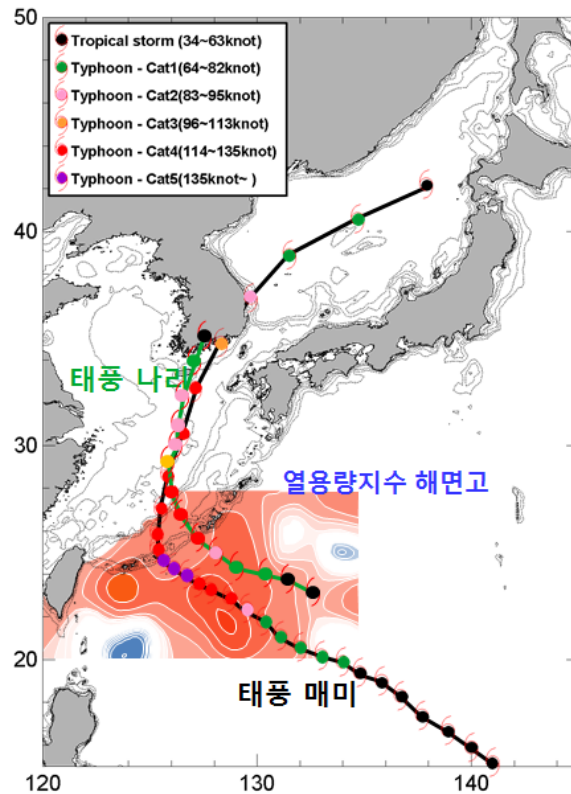 50
Tropical storm (34~63knot)
Typhoon - Cat1(64~82knot)
Typhoon - Cat2(83~95knot)
Typhoon - Cat3(96~113knot)
Typhoon - Cat4(114~135knot)
Typhoon - Cat5(135knot~ )
40
태풍 나래
30
열용량지수 해면고
20
태풍 매미
120
130
140